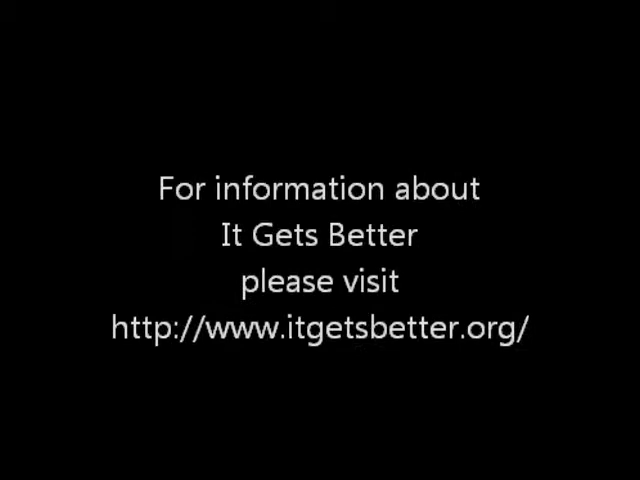 For information about
It Gets Better
please visit
http://www.itgetsbetter.org/